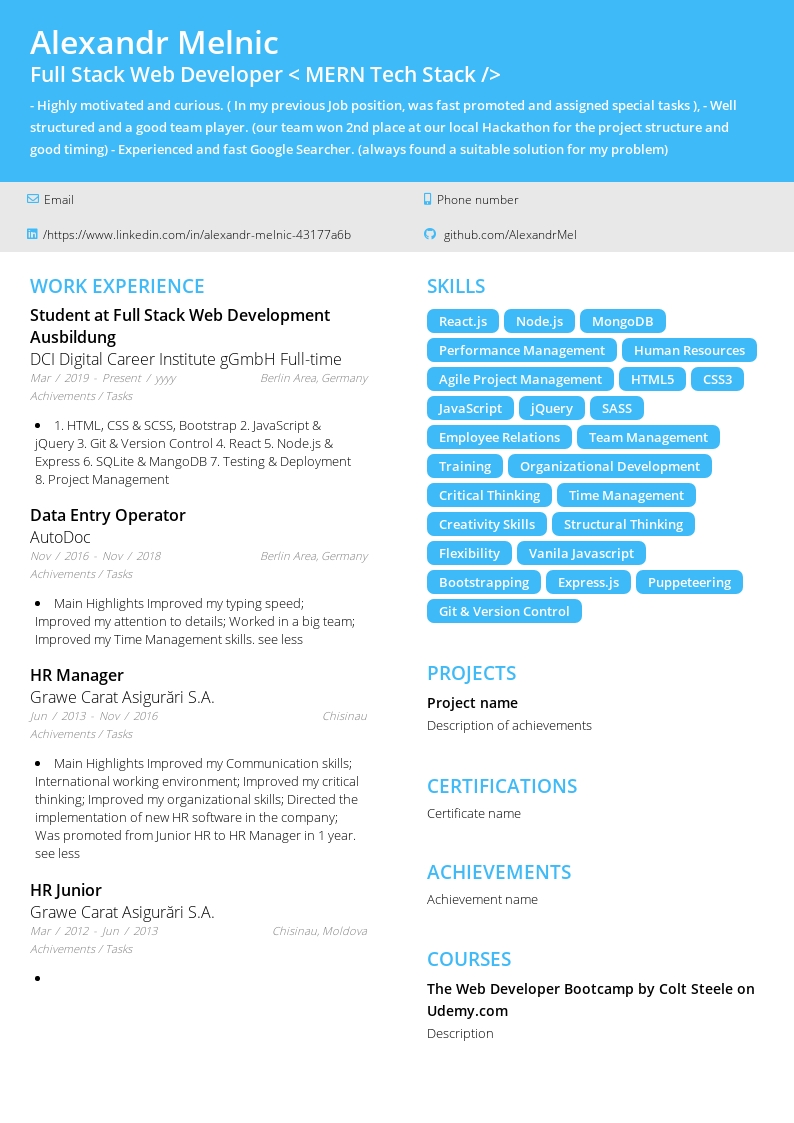 Alexandr Melnic
Full Stack Web Developer < MERN Tech Stack />
- Highly motivated and curious. ( In my previous Job position, was fast promoted and assigned special tasks ), - Well
structured and a good team player. (our team won 2nd place at our local Hackathon for the project structure and
good timing) - Experienced and fast Google Searcher. (always found a suitable solution for my problem)
Email
Phone number
/https://www.linkedin.com/in/alexandr-melnic-43177a6b
github.com/AlexandrMel
WORK EXPERIENCE
Student at Full Stack Web Development
Ausbildung
DCI Digital Career Institute gGmbH Full-time
Mar / 2019 - Present / yyyy Berlin Area, Germany
Achivements / Tasks
• 1. HTML, CSS & SCSS, Bootstrap 2. JavaScript &
jQuery 3. Git & Version Control 4. React 5. Node.js &
Express 6. SQLite & MongoDB 7. Testing & Deployment
8. Project Management
Data Entry Operator
AutoDoc
Nov / 2016 - Nov / 2018 Berlin Area, Germany
Achivements / Tasks
• Main Highlights Improved my typing speed;
Improved my attention to details; Worked in a big team;
Improved my Time Management skills. see less
HR Manager
Grawe Carat Asigurări S.A.
Jun / 2013 - Nov / 2016 Chisinau
Achivements / Tasks
• Main Highlights Improved my Communication skills;
International working environment; Improved my critical
thinking; Improved my organizational skills; Directed the
implementation of new HR software in the company;
Was promoted from Junior HR to HR Manager in 1 year.
see less
HR Junior
Grawe Carat Asigurări S.A.
Mar / 2012 - Jun / 2013 Chisinau, Moldova
Achivements / Tasks
•
SKILLS
React.js Node.js MongoDB
Performance Management Human Resources
Agile Project Management HTML5 CSS3
JavaScript jQuery SASS
Employee Relations Team Management
Training Organizational Development
Critical Thinking Time Management
Creativity Skills Structural Thinking
Flexibility Vanila Javascript
Bootstrapping Express.js Puppeteering
Git & Version Control
PROJECTS
Project name
Description of achievements
CERTIFICATIONS
Certificate name
ACHIEVEMENTS
Achievement name
COURSES
The Web Developer Bootcamp by Colt Steele on
Udemy.com
Description